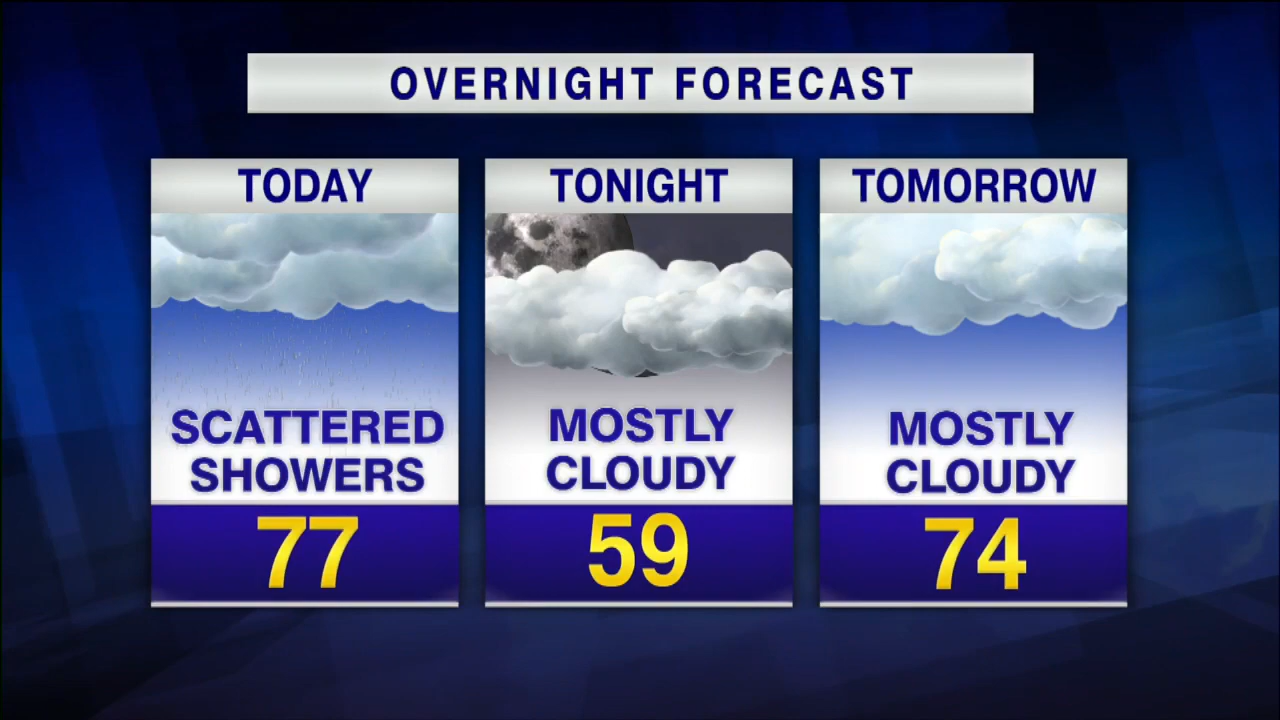 OVERNIGHT FORECAST
TODAY
SCATTERED
SHOWERS
77
TONIGHT
MOSTLY
CLOUDY
59
TOMORROW
MOSTLY
CLOUDY
74